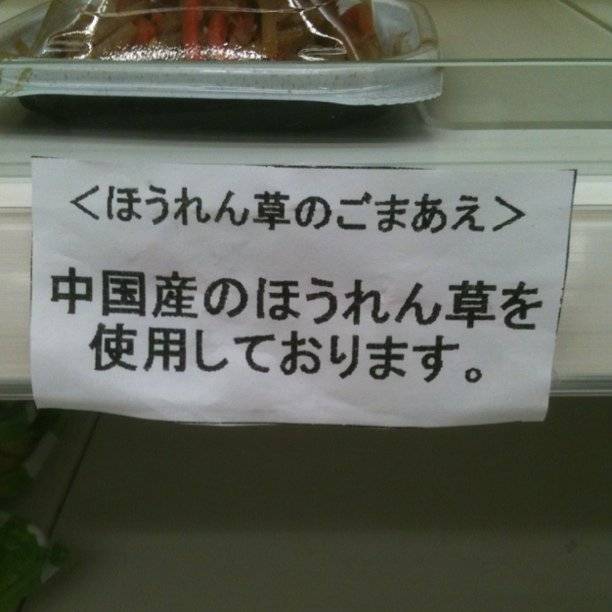 ＜ほうれん草のごまあえ＞
中国産のほうれん草を
使用しております。